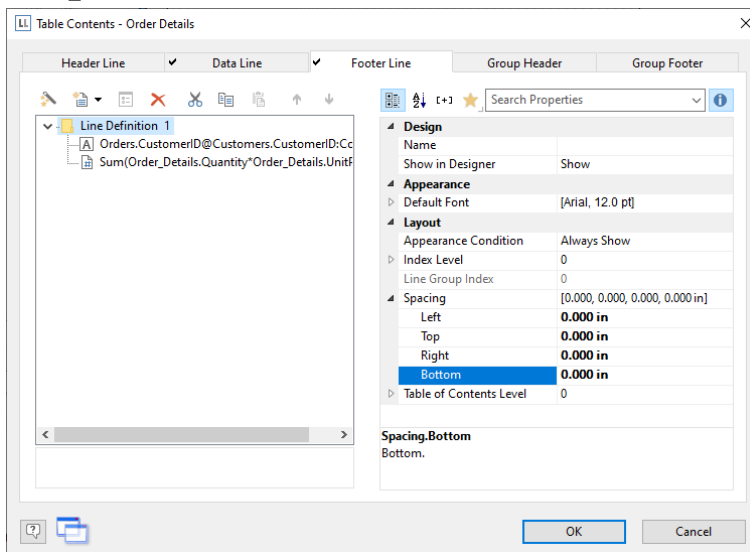 LL Table Contents - Order Details
Header Line Data Line Footer Line Group Header Group Footer
Search Properties
Line Definition 1
Orders.CustomerID@Customers.CustomerID:Cc
Sum(Order_Details.Quantity*Order_Details.UnitP
Design
Name
Show in Designer Show
Appearance
Default Font [Arial, 12.0 pt]
Layout
Appearance Condition Always Show
Index Level 0
Line Group Index 0
Spacing [0.000, 0.000, 0.000, 0.000 in]
Left 0.000 in
Top 0.000 in
Right 0.000 in
Bottom 0.000 in
Table of Contents Level 0
Spacing.Bottom
Bottom.
OK Cancel